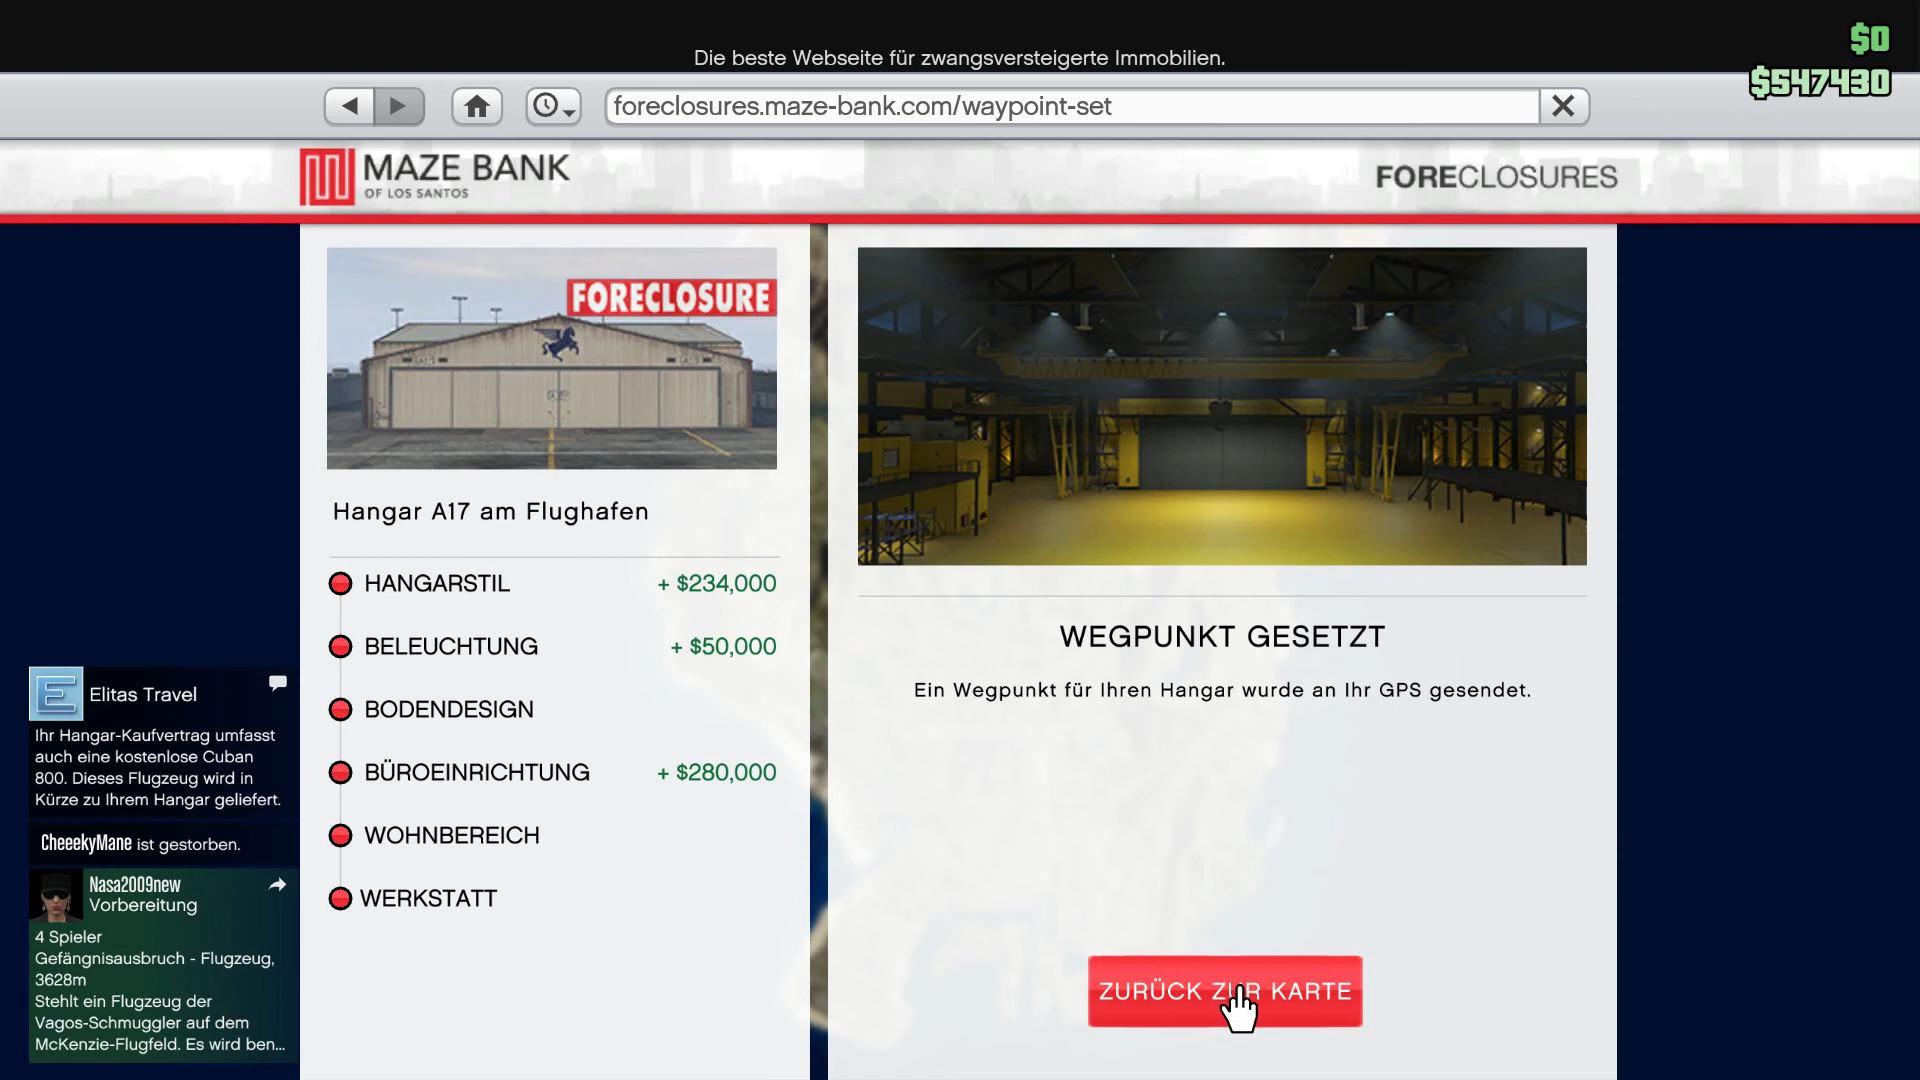 $0
$547430
Die beste Webseite für zwangsversteigerte Immobilien.
foreclosures.maze-bank.com/waypoint-set
MAZE BANK
OF LOS SANTOS
FORECLOSURES
FORECLOSURE
Hangar A17 am Flughafen
HANGARSTIL + $234,000
BELEUCHTUNG + $50,000
BODENDESIGN
BÜROEINRICHTUNG + $280,000
WOHNBEREICH
WERKSTATT
WEGPUNKT GESETZT
Ein Wegpunkt für Ihren Hangar wurde an Ihr GPS gesendet.
ZURÜCK ZUR KARTE
Elitas Travel
Ihr Hangar-Kaufvertrag umfasst
auch eine kostenlose Cuban
800. Dieses Flugzeug wird in
Kürze zu Ihrem Hangar geliefert.
CheeekyMane ist gestorben.
Nasa2009new
Vorbereitung
4 Spieler
Gefängnisausbruch - Flugzeug,
3628m
Stehlt ein Flugzeug der
Vagos-Schmuggler auf dem
McKenzie-Flugfeld. Es wird ben...